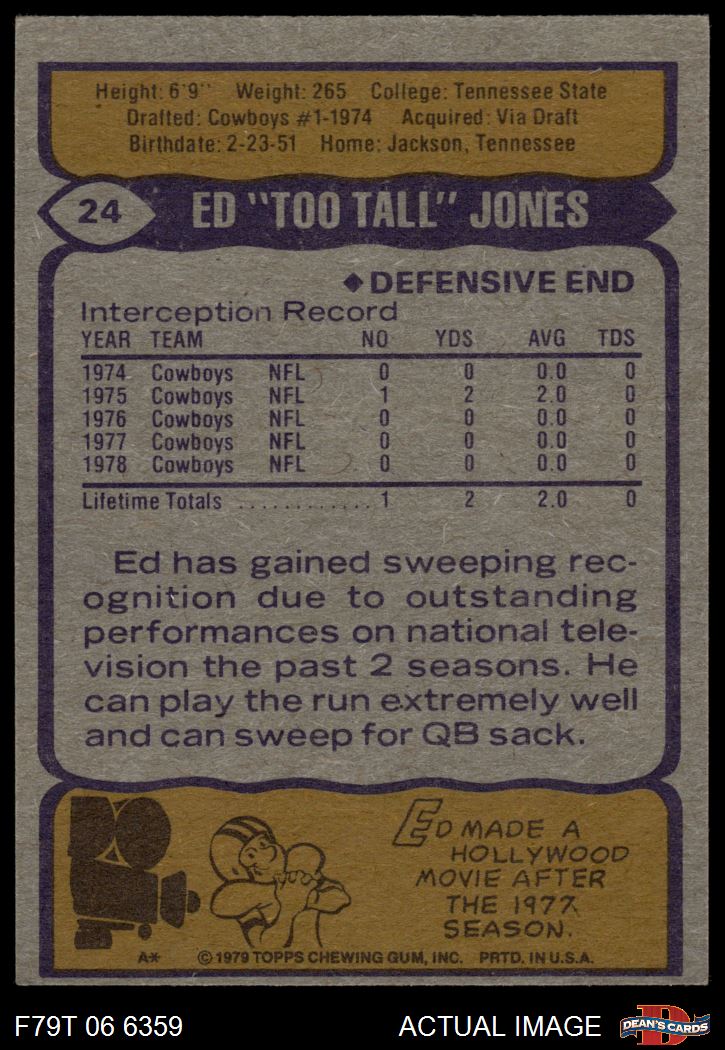 Height: 6'9" Weight: 265 College: Tennessee State
Drafted: Cowboys #1-1974 Acquired: Via Draft
Birthdate: 2-23-51 Home: Jackson, Tennessee
24 ED "TOO TALL" JONES
◆DEFENSIVE END
Interception Record
YEAR TEAM NO YDS AVG TDS
1974 Cowboys NFL 0 0 0.0 0
1975 Cowboys NFL 1 2 2.0 0
1976 Cowboys NFL 0 0 0.0 0
1977 Cowboys NFL 0 0 0.0 0
1978 Cowboys NFL 0 0 0.0 0
Lifetime Totals ............ 1 2 2.0 0
Ed has gained sweeping rec-
ognition due to outstanding
performances on national tele-
vision the past 2 seasons. He
can play the run extremely well
and can sweep for QB sack.
ED MADE A
HOLLYWOOD
MOVIE AFTER
THE 1977
SEASON.
A* © 1979 TOPPS CHEWING GUM, INC. PRTD. IN U.S.A.
F79T 06 6359 ACTUAL IMAGE D DEAN'S CARDS